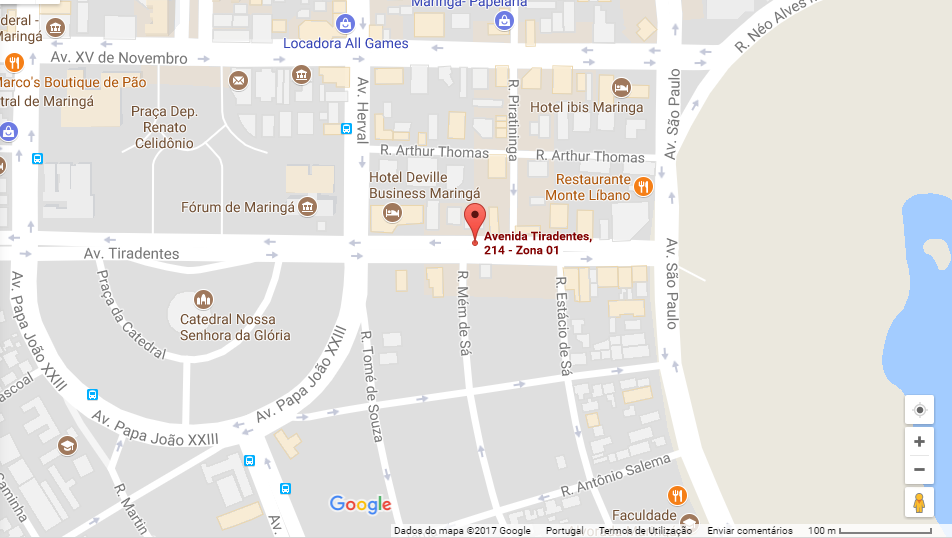 Maringá- Papelaria
R. Néo Alves M
ederal -
Maringá
Locadora All Games
Av. XV de Novembro
Marco's Boutique de Pão
ntral de Maringá
Praça Dep.
Renato
Celidônio
Av. Herval
R. Piratininga
Hotel ibis Maringa
Av. São Paulo
R. Arthur Thomas
R. Arthur Thomas
Hotel Deville
Business Maringá
Restaurante
Monte Líbano
Fórum de Maringá
Avenida Tiradentes,
214 - Zona 01
Av. Tiradentes
Av. São Paulo
Av. Papa João XXIII
Praça da Catedral
Catedral Nossa
Senhora da Glória
R. Mém de Sá
R. Estácio de Sá
R. Tomé de Souza
Av. Papa João XXIII
ascoal
Av. Papa João XXIII
Caminha
R. Martin
Av.
R. Antônio Salema
Google
Faculdade
Dados do mapa ©2017 Google Portugal Termos de Utilização Enviar comentários 100 m